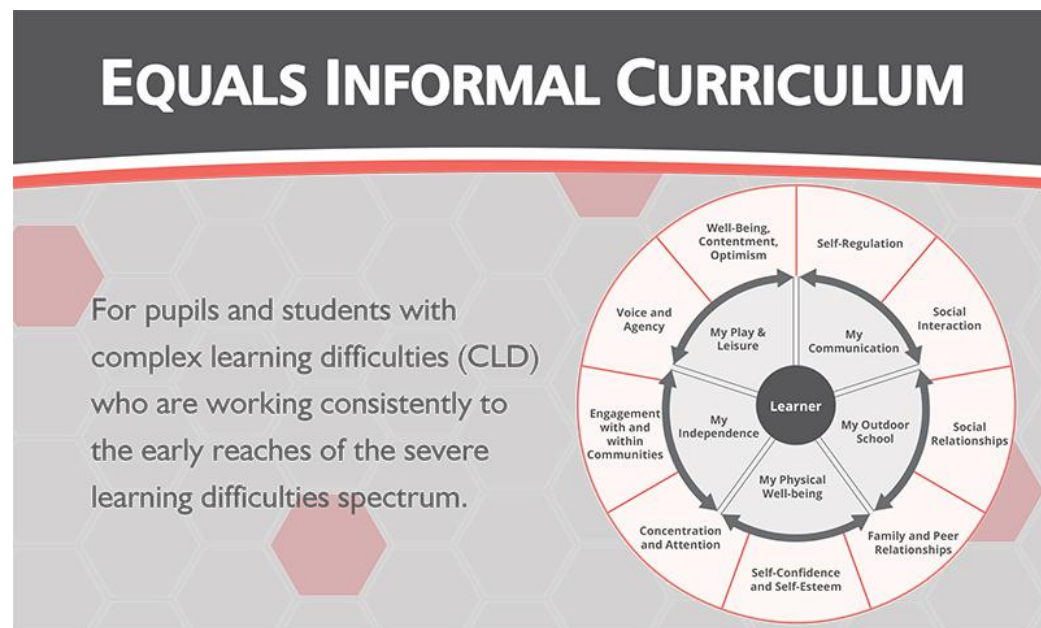 EQUALS INFORMAL CURRICULUM
For pupils and students with
complex learning difficulties (CLD)
who are working consistently to
the early reaches of the severe
learning difficulties spectrum.
Well-Being,
Contentment,
Optimism
Self-Regulation
Social
Interaction
Social
Relationships
Family and Peer
Relationships
Self-Confidence
and Self-Esteem
Concentration
and Attention
Engagement
with and
within
Communities
Voice and
Agency
My Play &
Leisure
My
Communication
My Outdoor
School
My Physical
Well-being
My
Independence
Learner